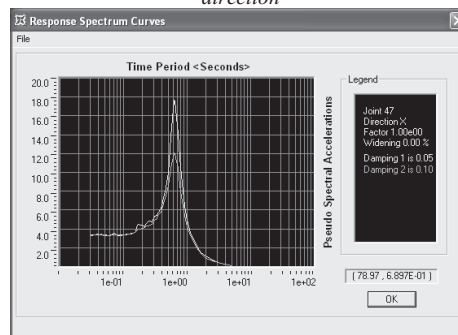 direction
Response Spectrum Curves
File
Time Period <Seconds>
20.0
18.0
16.0
14.0
12.0
10.0
8.0
6.0
4.0
2.0
1e-01
1e+00
1e+01
1e+02
Pseudo Spectral Accelerations
Legend
Joint 47
Direction X
Factor 1.00e00
Widening 0.00 %
Damping 1 is 0.05
Damping 2 is 0.10
( 78.97 , 6.897E-01 )
OK